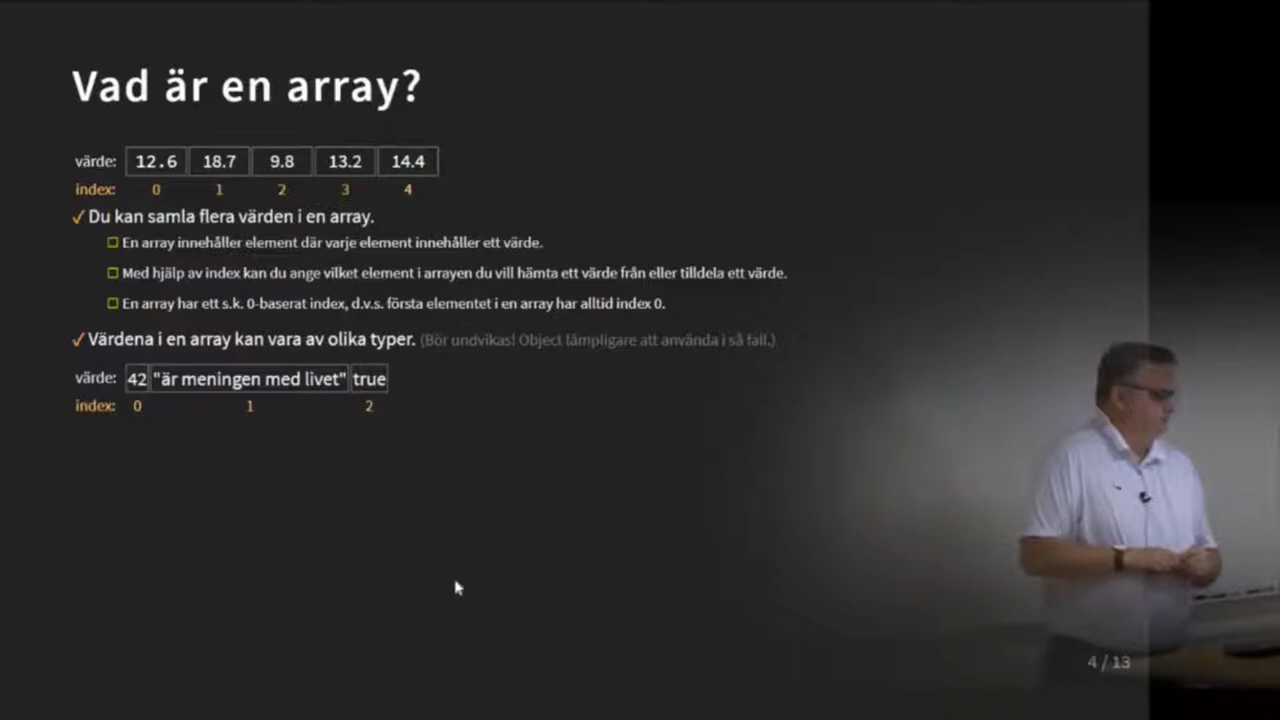 Vad är en array?
värde: 12.6 18.7 9.8 13.2 14.4
index: 0 1 2 3 4
✓ Du kan samla flera värden i en array.
☐ En array innehåller element där varje element innehåller ett värde.
☐ Med hjälp av index kan du ange vilket element i arrayen du vill hämta ett värde från eller tilldela ett värde.
☐ En array har ett s.k. 0-baserat index, d.v.s. första elementet i en array har alltid index 0.
✓ Värdena i en array kan vara av olika typer. (Bör undvikas! Object lämpligare att använda i så fall.)
värde: 42 "är meningen med livet" true
index: 0 1 2
4 / 13